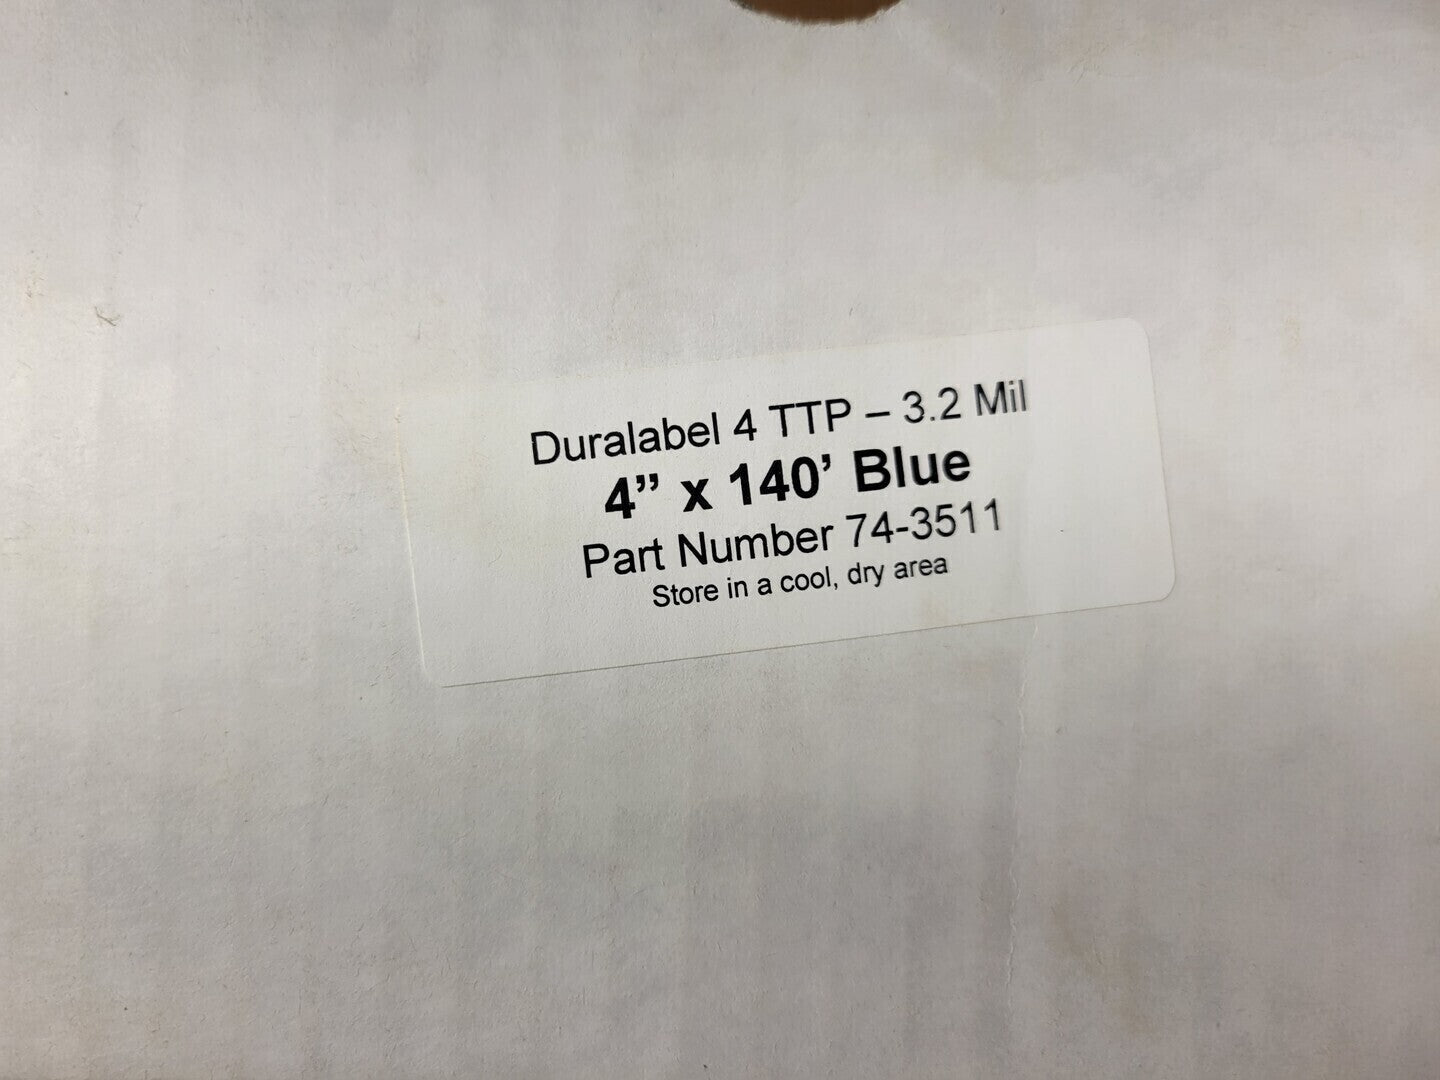 Duralabel 4 TTP – 3.2 Mil
4” x 140’ Blue
Part Number 74-3511
Store in a cool, dry area